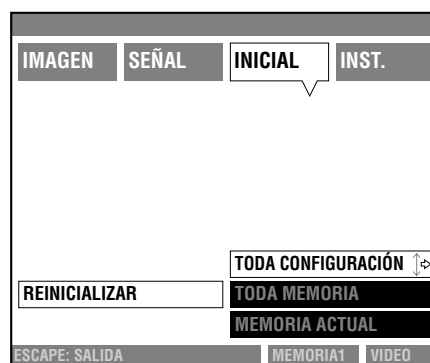 IMAGEN SEÑAL INICIAL INST.
TODA CONFIGURACIÓN
REINICIALIZAR TODA MEMORIA
MEMORIA ACTUAL
ESCAPE: SALIDA MEMORIA1 VIDEO